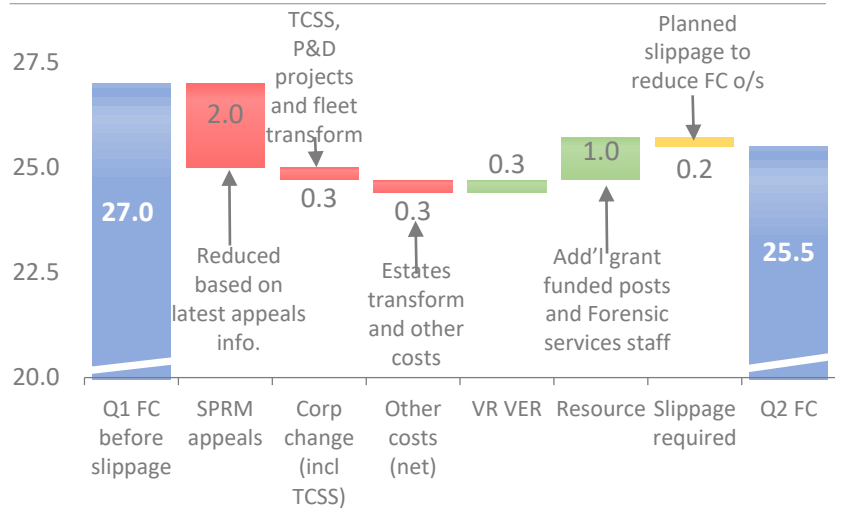 27.5
25.0
22.5
20.0
27.0
2.0
TCSS,
P&D
projects
and fleet
transform
0.3
0.3
0.3
1.0
Planned
slippage to
reduce FC o/s
0.2
25.5
Reduced
based on
latest appeals
info.
Estates
transform
and other
costs
Add'l grant
funded posts
and Forensic
services staff
Q1 FC
before
slippage
SPRM
appeals
Corp
change
(incl
TCSS)
Other
costs
(net)
VR VER
Resource
Slippage
required
Q2 FC